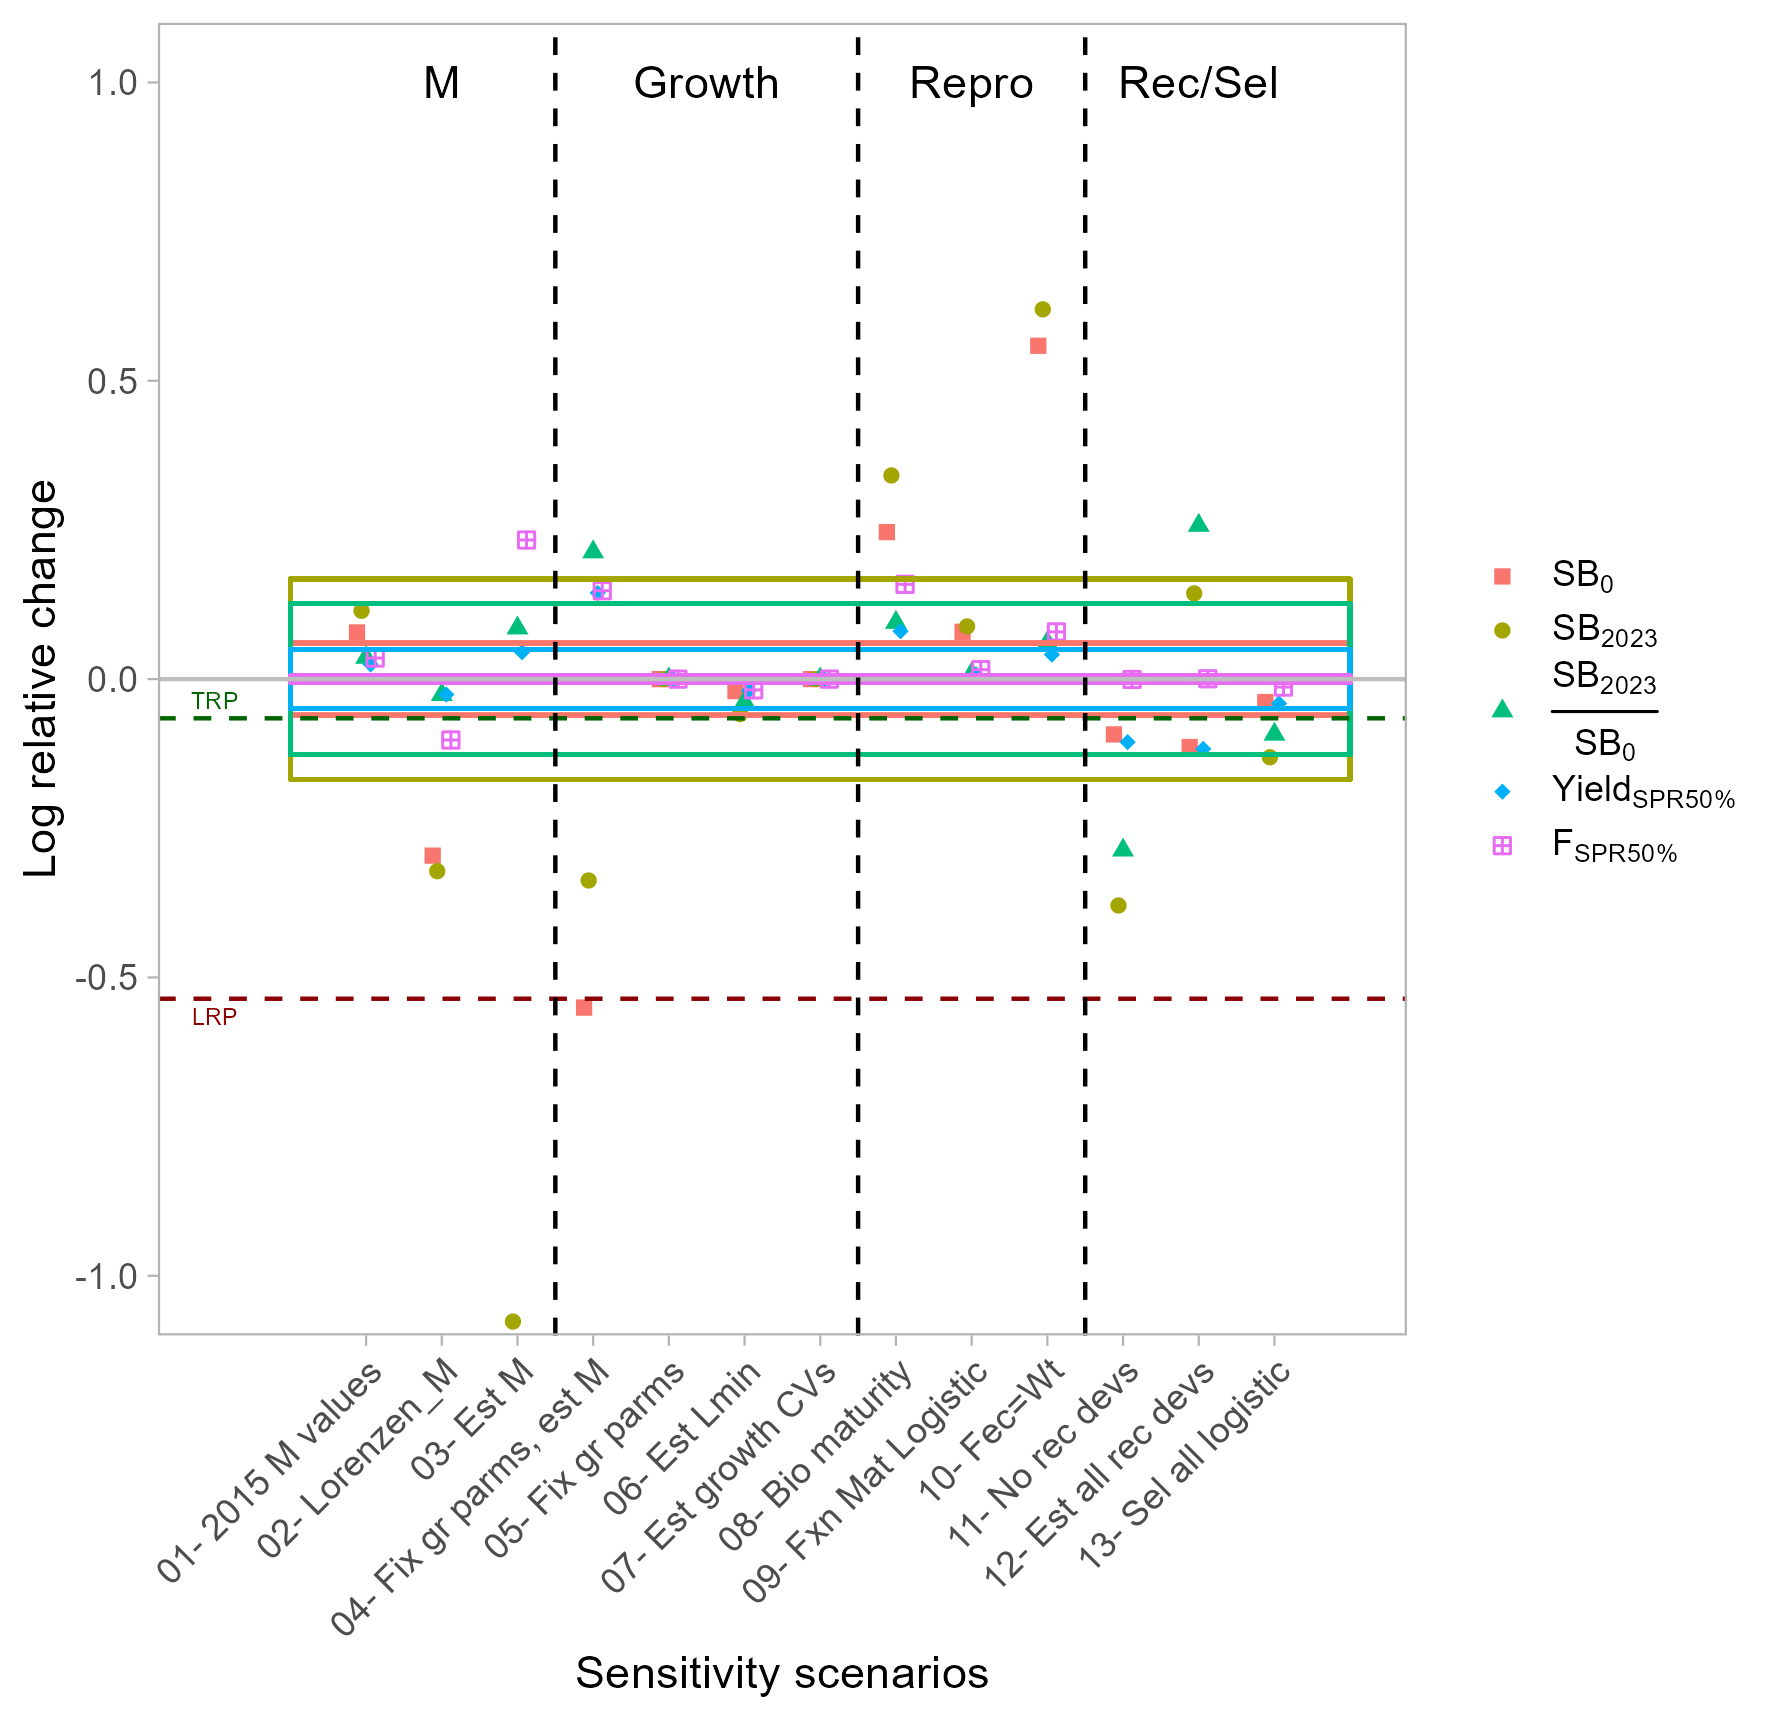 M Growth Repro Rec/Sel
1.0
0.5
0.0
-0.5
-1.0
TRP
LRP
Log relative change
01- 2015 M values
02- Lorenzen_M
03- Est M
04- Fix gr parms, est M
05- Fix gr parms
06- Est Lmin
07- Est growth CVs
08- Bio maturity
09- Fxn Mat Logistic
10- Fec=Wt
11- No rec devs
12- Est all rec devs
13- Sel all logistic
Sensitivity scenarios
SB0
SB2023
SB2023
SB0
YieldSPR50%
FSPR50%